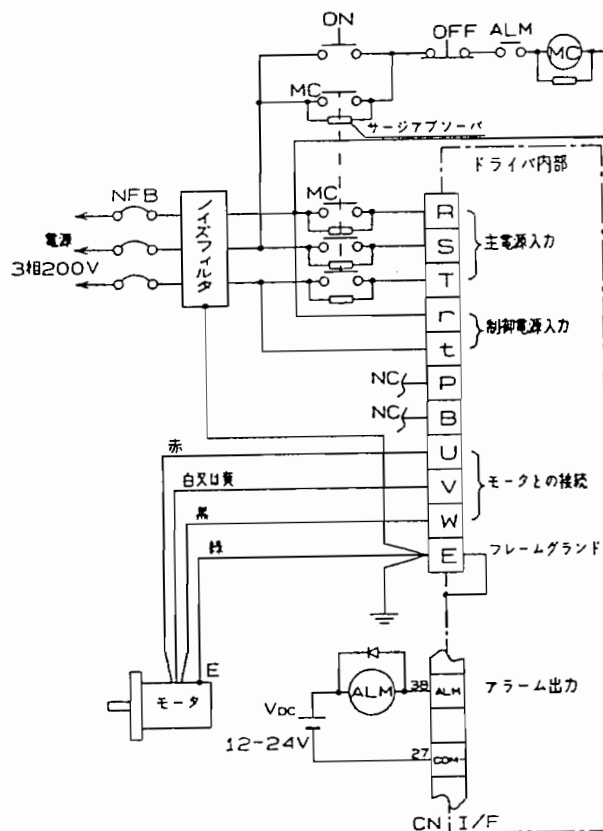 ON
OFF
ALM
MC
MC
サージアブソーバ
ドライバ内部
NFB
ノイズフィルタ
MC
電源
3相200V
R
S
T
主電源入力
r
t
制御電源入力
NC
P
NC
B
赤
U
白又は黄
V
モータとの接続
黒
W
緑
E
フレームグランド
E
モータ
ALM
38
ALM
アラーム出力
VDC
12-24V
27
COM-
CN I/F